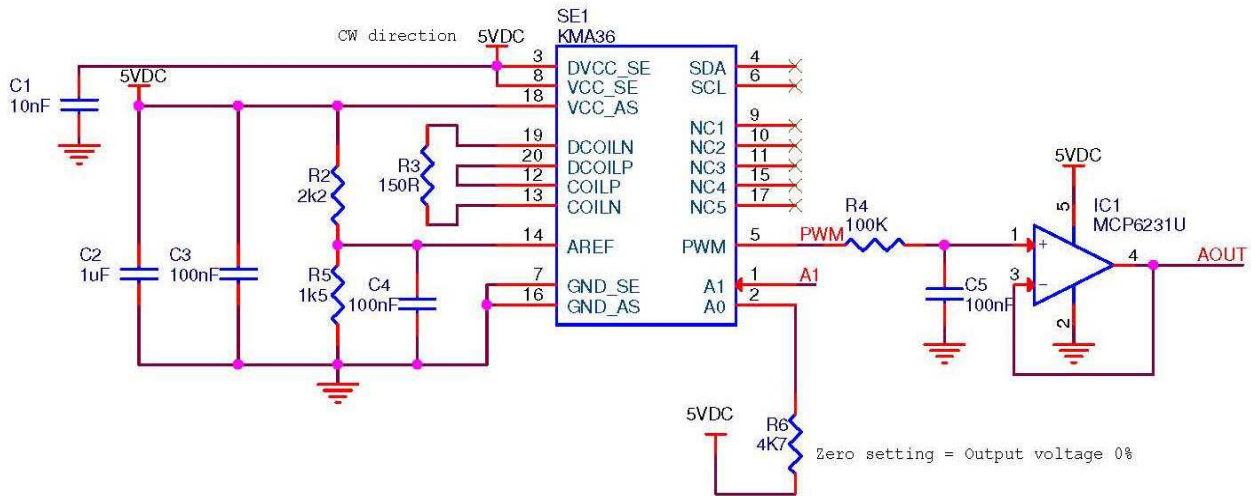 SE1
KMA36
CW direction
5VDC
3 DVCC_SE
8 VCC_SE
18 VCC_AS
19 DCOILN
20 DCOILP
12 COILP
13 COILN
14 AREF
7 GND_SE
16 GND_AS
SDA 4
SCL 6
NC1 9
NC2 10
NC3 11
NC4 15
NC5 17
PWM 5
A1 1
A0 2
C1
10nF
5VDC
C2
1uF
C3
100nF
R2
2k2
R5
1k5
C4
100nF
R3
150R
PWM
R4
100K
C5
100nF
A1
5VDC
5
IC1
MCP6231U
1 +
3 −
4
2
AOUT
5VDC
R6
4K7
Zero setting = Output voltage 0%